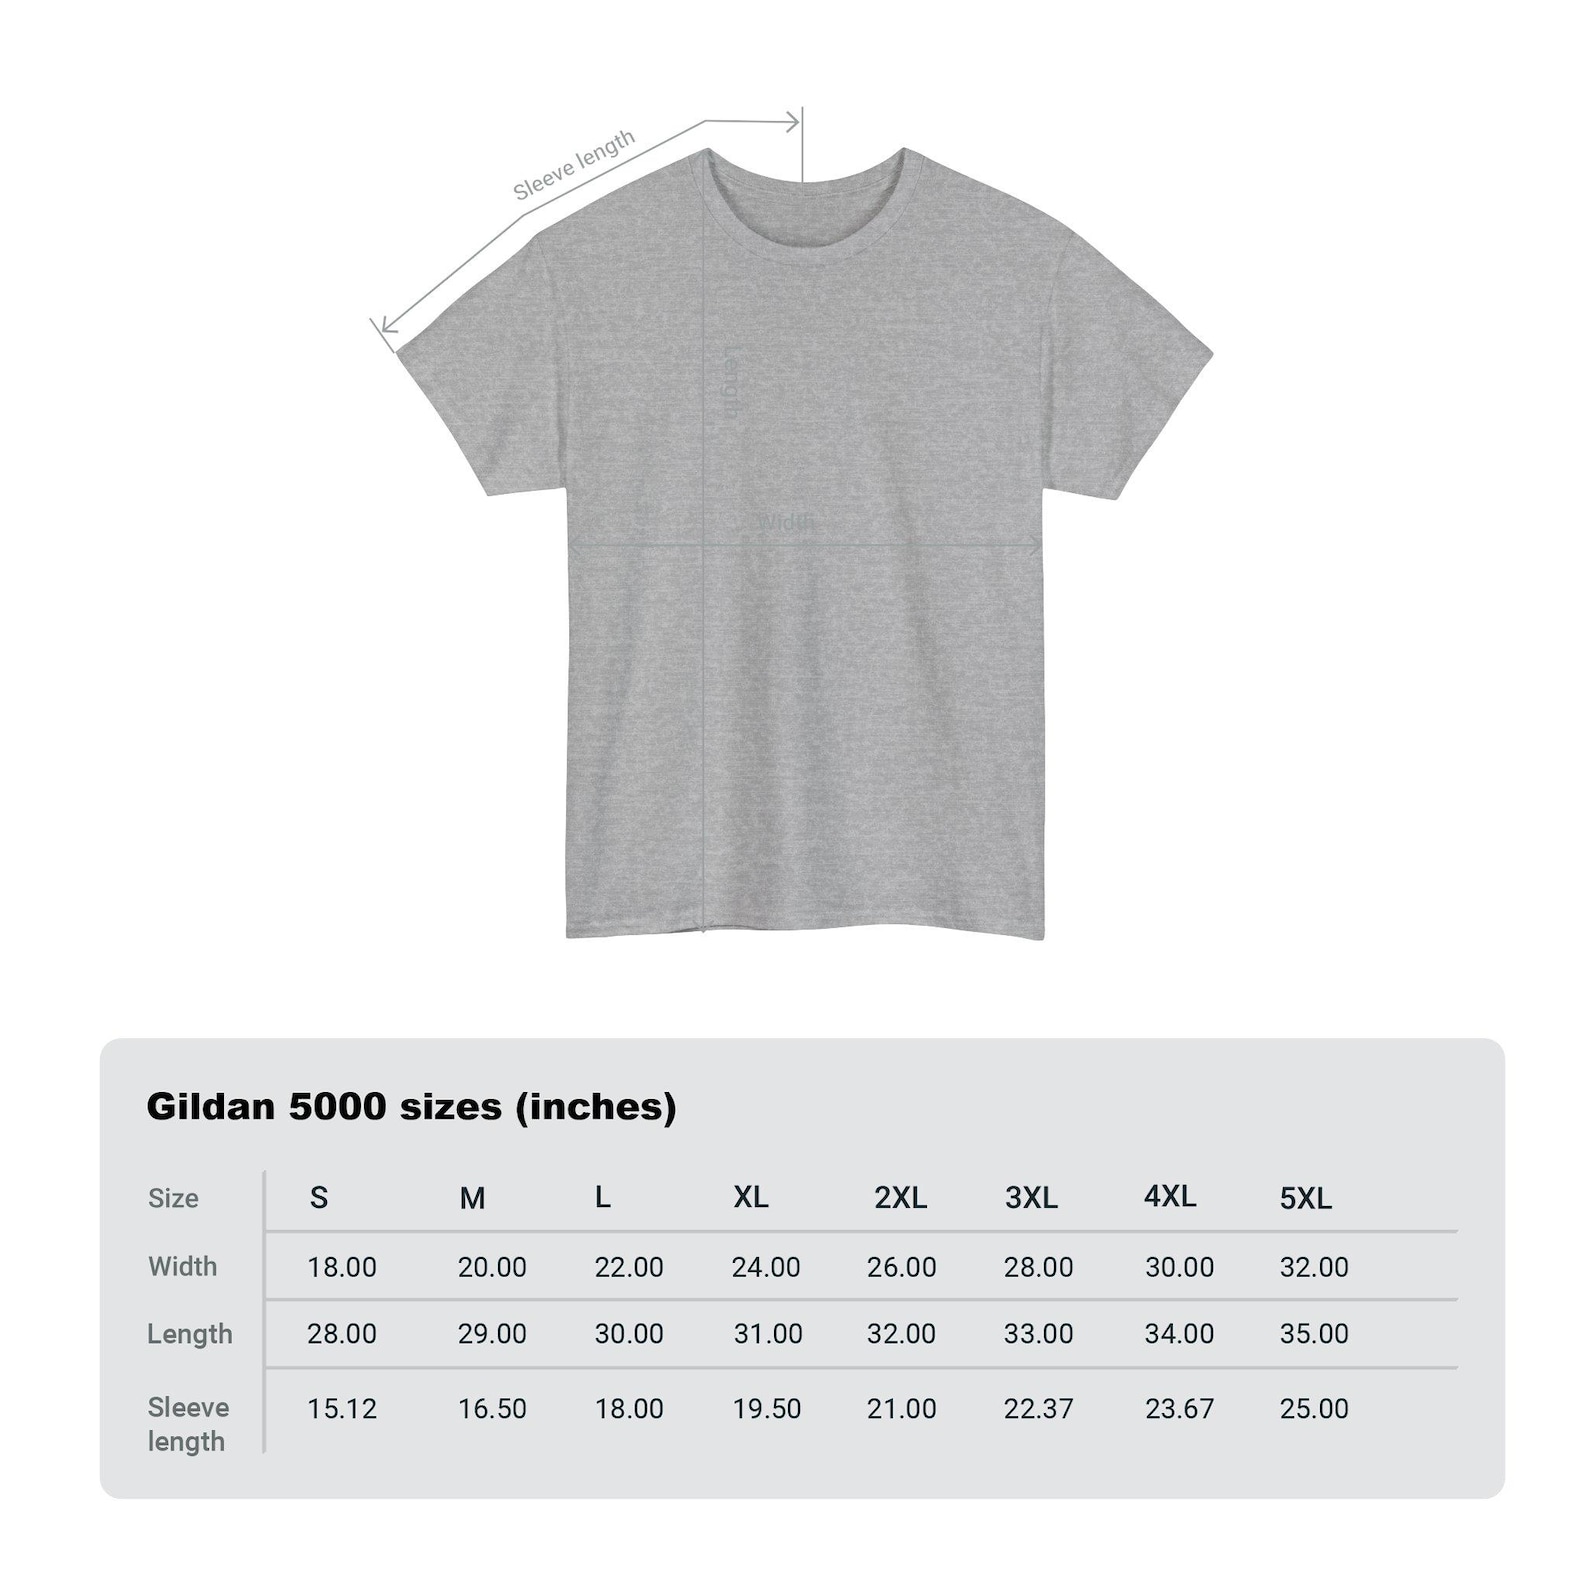 Sleeve length
Length
Width
Gildan 5000 sizes (inches)
Size S M L XL 2XL 3XL 4XL 5XL
Width 18.00 20.00 22.00 24.00 26.00 28.00 30.00 32.00
Length 28.00 29.00 30.00 31.00 32.00 33.00 34.00 35.00
Sleeve length 15.12 16.50 18.00 19.50 21.00 22.37 23.67 25.00